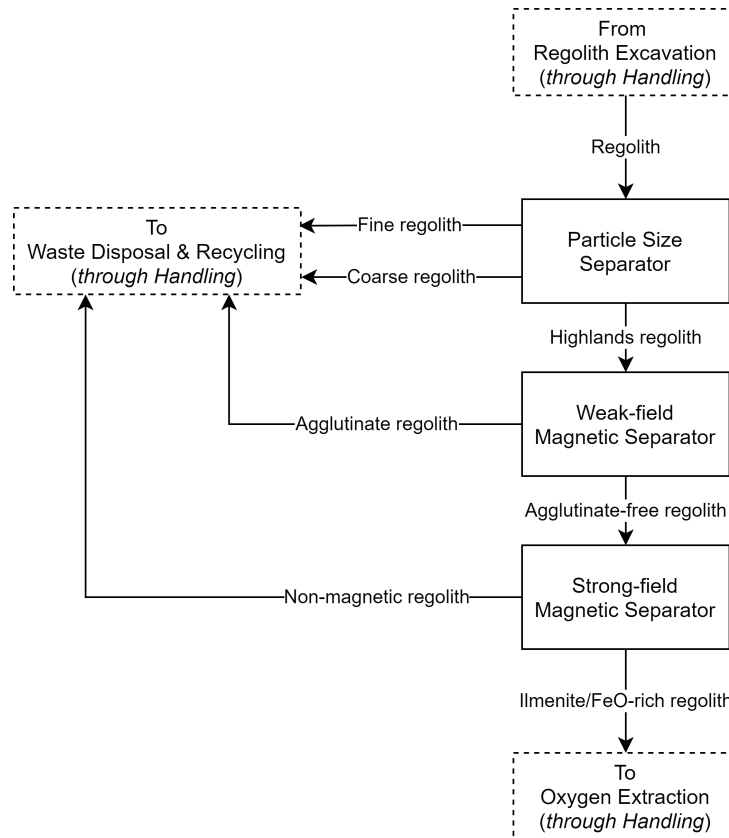 From
Regolith Excavation
(through Handling)
Regolith
To
Waste Disposal & Recycling
(through Handling)
Fine regolith
Coarse regolith
Particle Size
Separator
Highlands regolith
Weak-field
Magnetic Separator
Agglutinate regolith
Agglutinate-free regolith
Strong-field
Magnetic Separator
Non-magnetic regolith
Ilmenite/FeO-rich regolith
To
Oxygen Extraction
(through Handling)